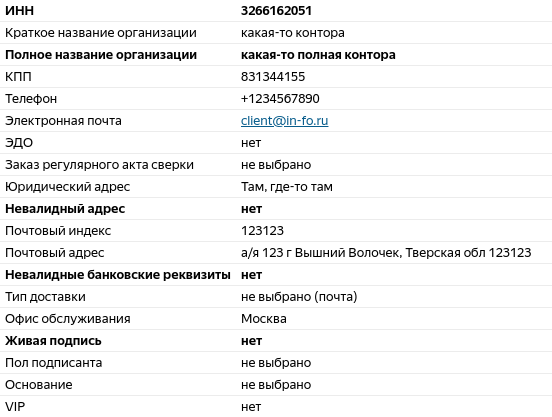 ИНН 3266162051
Краткое название организации какая-то контора
Полное название организации какая-то полная контора
КПП 831344155
Телефон +1234567890
Электронная почта client@in-fo.ru
ЭДО нет
Заказ регулярного акта сверки не выбрано
Юридический адрес Там, где-то там
Невалидный адрес нет
Почтовый индекс 123123
Почтовый адрес а/я 123 г Вышний Волочек, Тверская обл 123123
Невалидные банковские реквизиты нет
Тип доставки не выбрано (почта)
Офис обслуживания Москва
Живая подпись нет
Пол подписанта не выбрано
Основание не выбрано
VIP нет